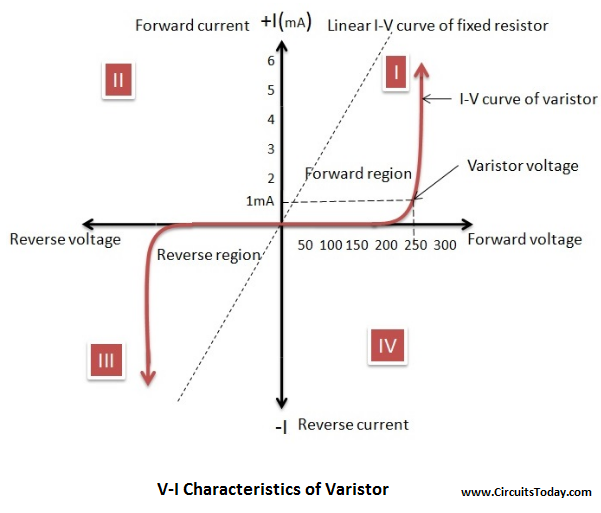 Forward current
+I(mA)
Linear I-V curve of fixed resistor
II
I
6
5
I-V curve of varistor
4
3
Varistor voltage
Forward region
2
1mA
Reverse voltage
50 100 150 200 250 300
Forward voltage
Reverse region
III
IV
-I
Reverse current
V-I Characteristics of Varistor
www.CircuitsToday.com